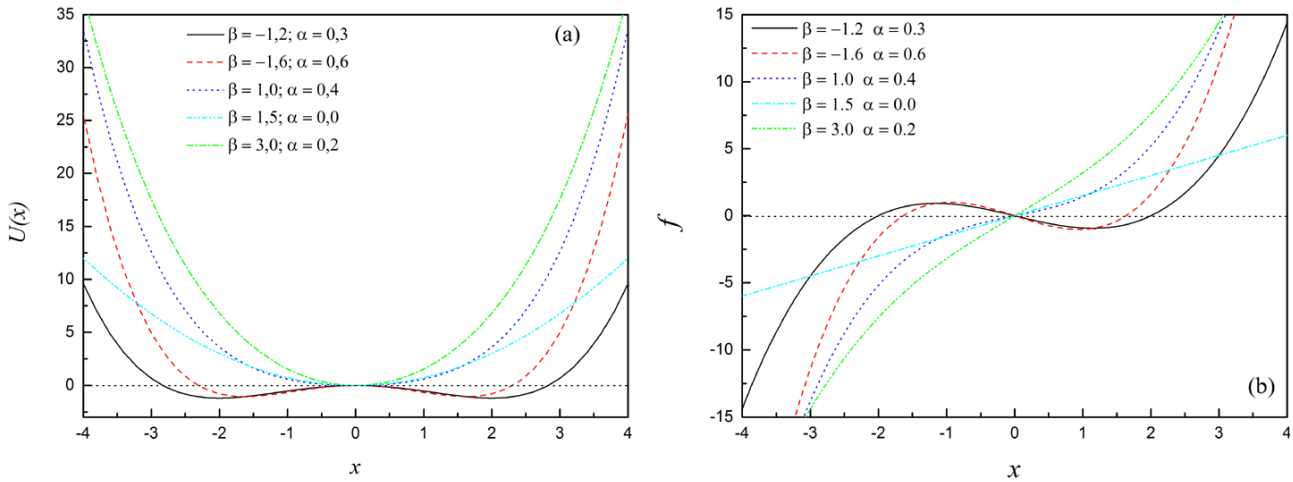 (a)
β = −1,2; α = 0,3
β = −1,6; α = 0,6
β = 1,0; α = 0,4
β = 1,5; α = 0,0
β = 3,0; α = 0,2
35
30
25
20
15
10
5
0
U(x)
-4 -3 -2 -1 0 1 2 3 4
x
β = −1.2 α = 0.3
β = −1.6 α = 0.6
β = 1.0 α = 0.4
β = 1.5 α = 0.0
β = 3.0 α = 0.2
15
10
5
0
-5
-10
-15
f
(b)
-4 -3 -2 -1 0 1 2 3 4
x